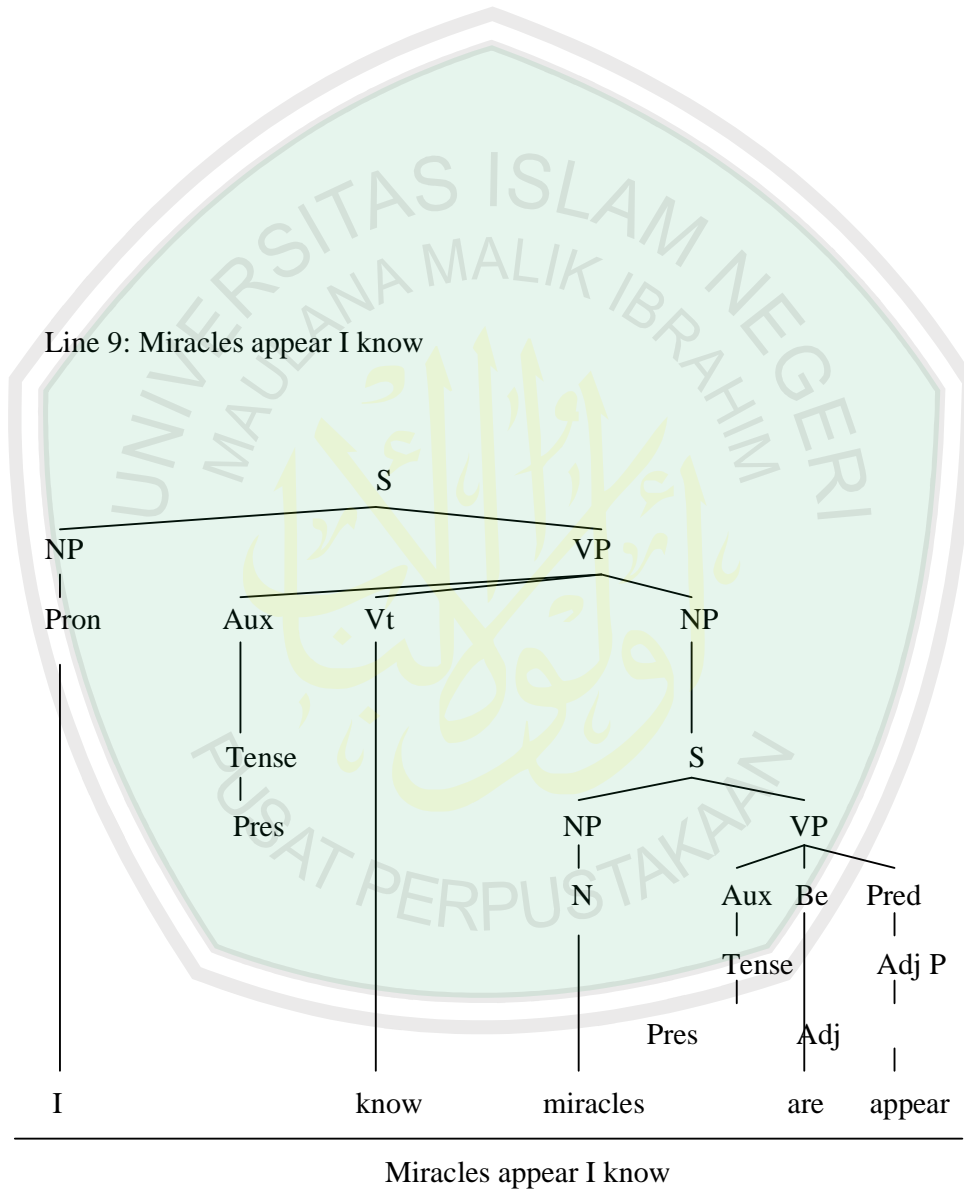 UNIVERSITAS ISLAM NEGERI
MAULANA MALIK IBRAHIM
Line 9: Miracles appear I know
S
NP VP
Pron Aux Vt NP
Tense S
Pres NP VP
N Aux Be Pred
Tense Adj P
Pres Adj
I know miracles are appear
Miracles appear I know
PUSAT PERPUSTAKAAN